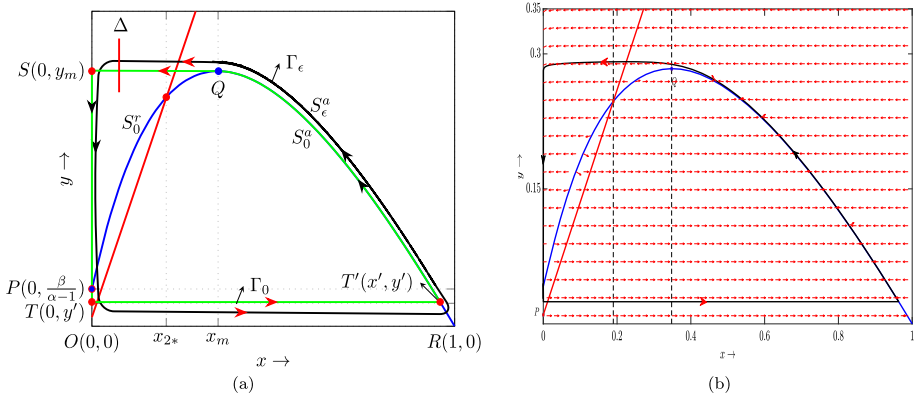 Δ
S(0, y_m)
Q
Γ_ϵ
S_0^r
S_ϵ^a
S_0^a
y →
P(0, β/(α−1))
T(0, y′)
Γ_0
T′(x′, y′)
O(0, 0)
x_{2*}
x_m
R(1, 0)
x →
(a)
0.35
0.3
Q
0.15
y →
P
0
0.2
0.4
0.6
0.8
1
x →
(b)